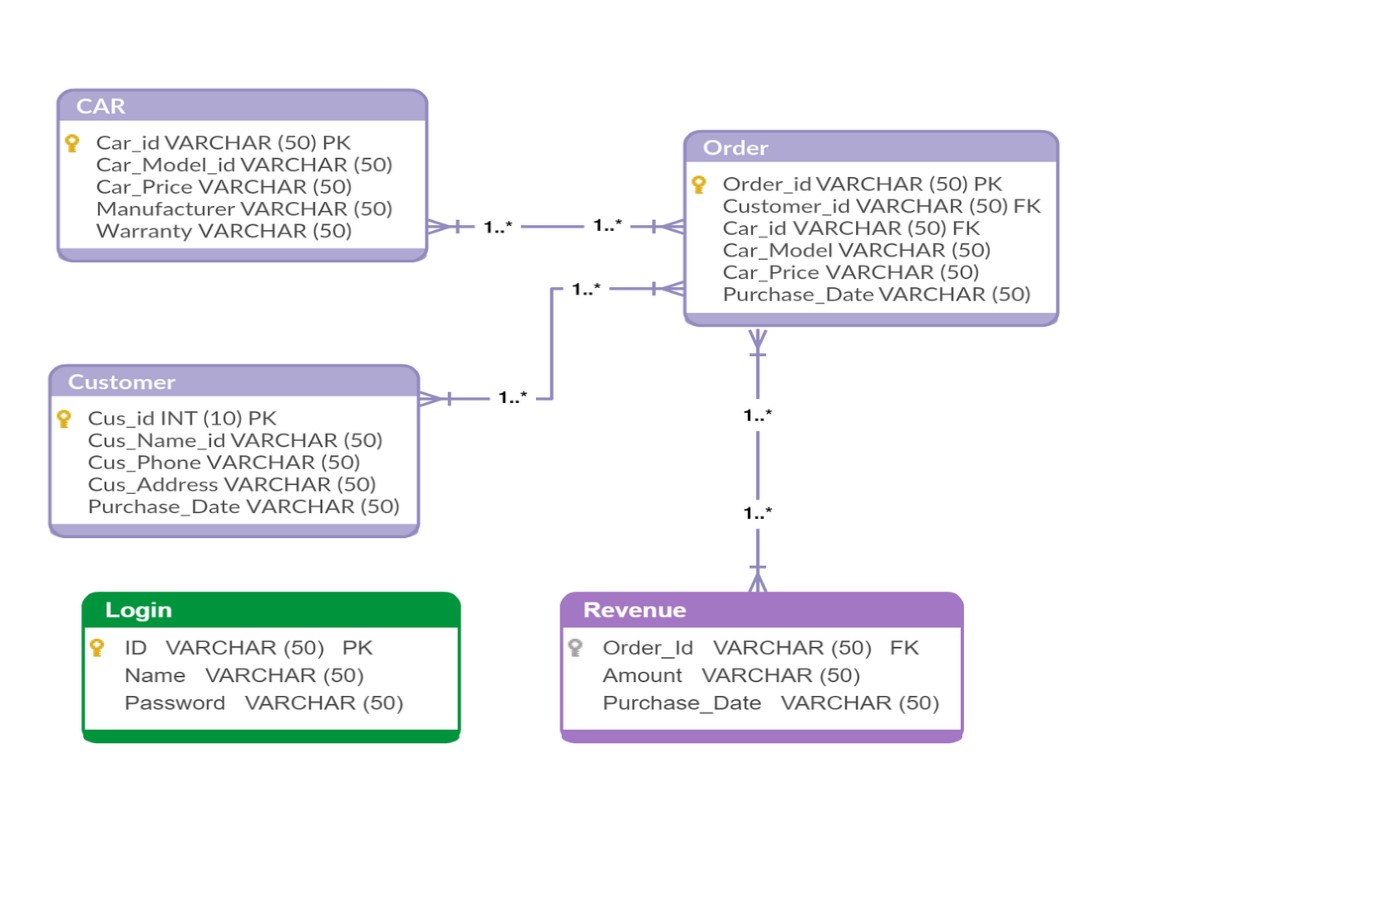 CAR
Car_id VARCHAR (50) PK
Car_Model_id VARCHAR (50)
Car_Price VARCHAR (50)
Manufacturer VARCHAR (50)
Warranty VARCHAR (50)
1..*
1..*
Order
Order_id VARCHAR (50) PK
Customer_id VARCHAR (50) FK
Car_id VARCHAR (50) FK
Car_Model VARCHAR (50)
Car_Price VARCHAR (50)
Purchase_Date VARCHAR (50)
1..*
1..*
Customer
Cus_id INT (10) PK
Cus_Name_id VARCHAR (50)
Cus_Phone VARCHAR (50)
Cus_Address VARCHAR (50)
Purchase_Date VARCHAR (50)
1..*
1..*
Login
ID VARCHAR (50) PK
Name VARCHAR (50)
Password VARCHAR (50)
Revenue
Order_Id VARCHAR (50) FK
Amount VARCHAR (50)
Purchase_Date VARCHAR (50)